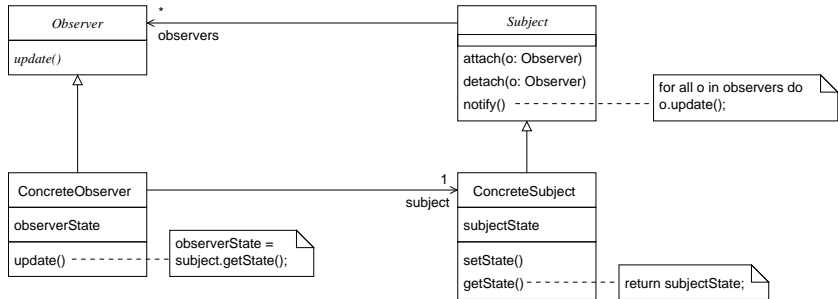 Observer
update()
*
observers
Subject
attach(o: Observer)
detach(o: Observer)
notify()
for all o in observers do
o.update();
ConcreteObserver
observerState
update()
observerState =
subject.getState();
1
subject
ConcreteSubject
subjectState
setState()
getState()
return subjectState;